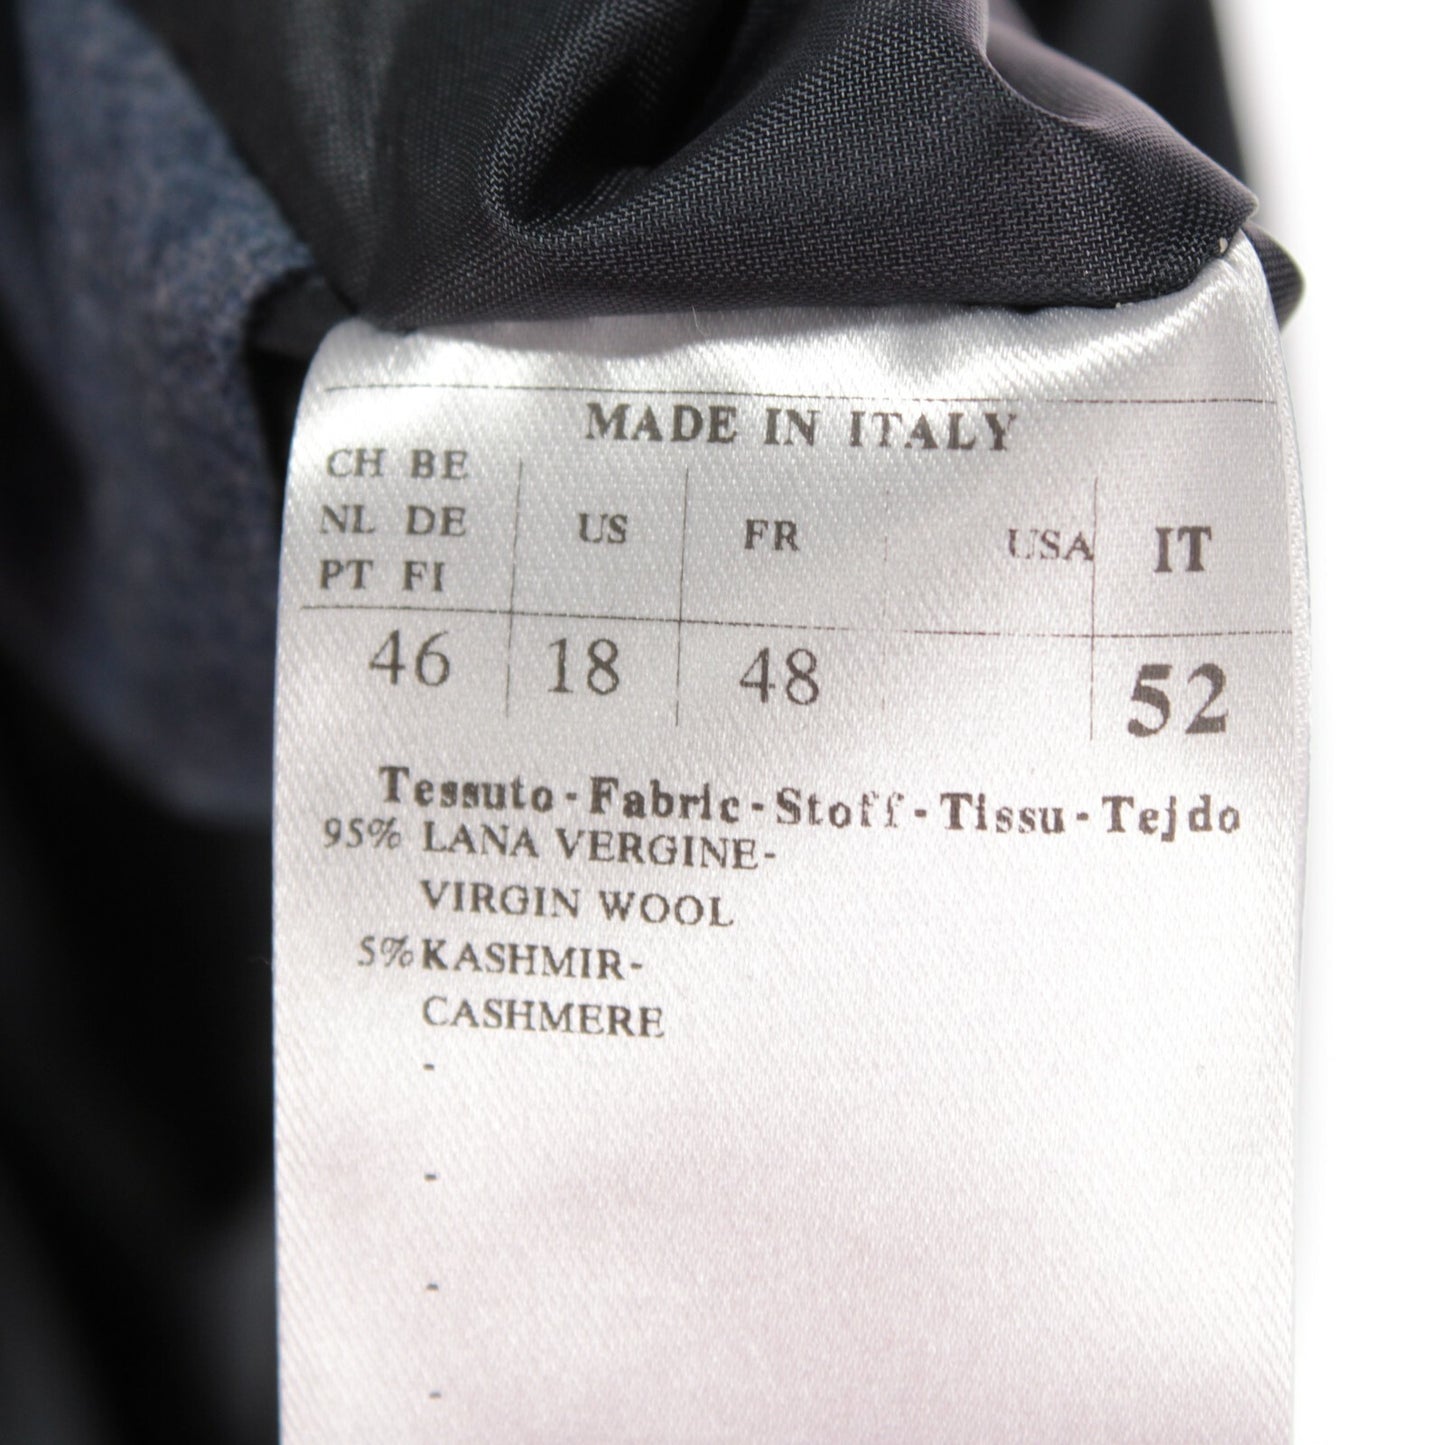 MADE IN ITALY
CH BE
NL DE US FR USA IT
PT FI
46 18 48 52
Tessuto-Fabric-Stoff-Tissu-Tejdo
95% LANA VERGINE-
VIRGIN WOOL
5% KASHMIR-
CASHMERE
-
-
-
-